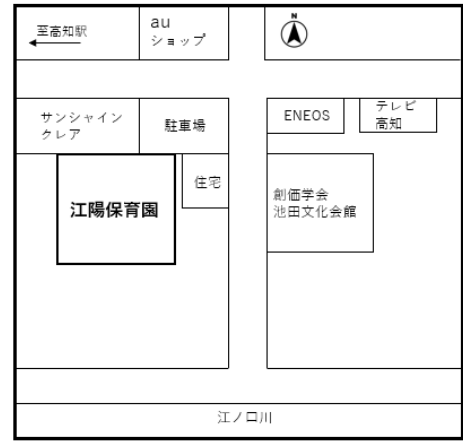 至高知駅
au
ショップ
N
サンシャイン
クレア
駐車場
ENEOS
テレビ
高知
江陽保育園
住宅
創価学会
池田文化会館
江ノ口川